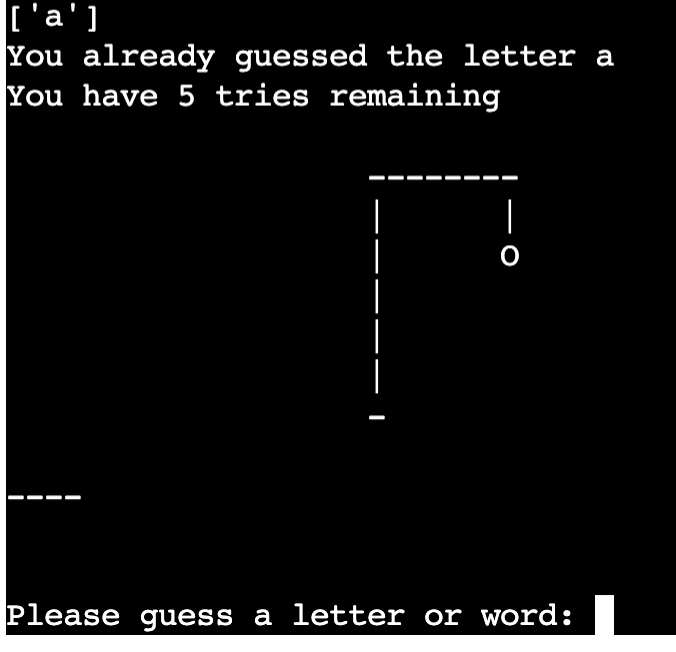 ['a']
You already guessed the letter a
You have 5 tries remaining
--------
|      |
|      O
|
|
|
-
----
Please guess a letter or word: